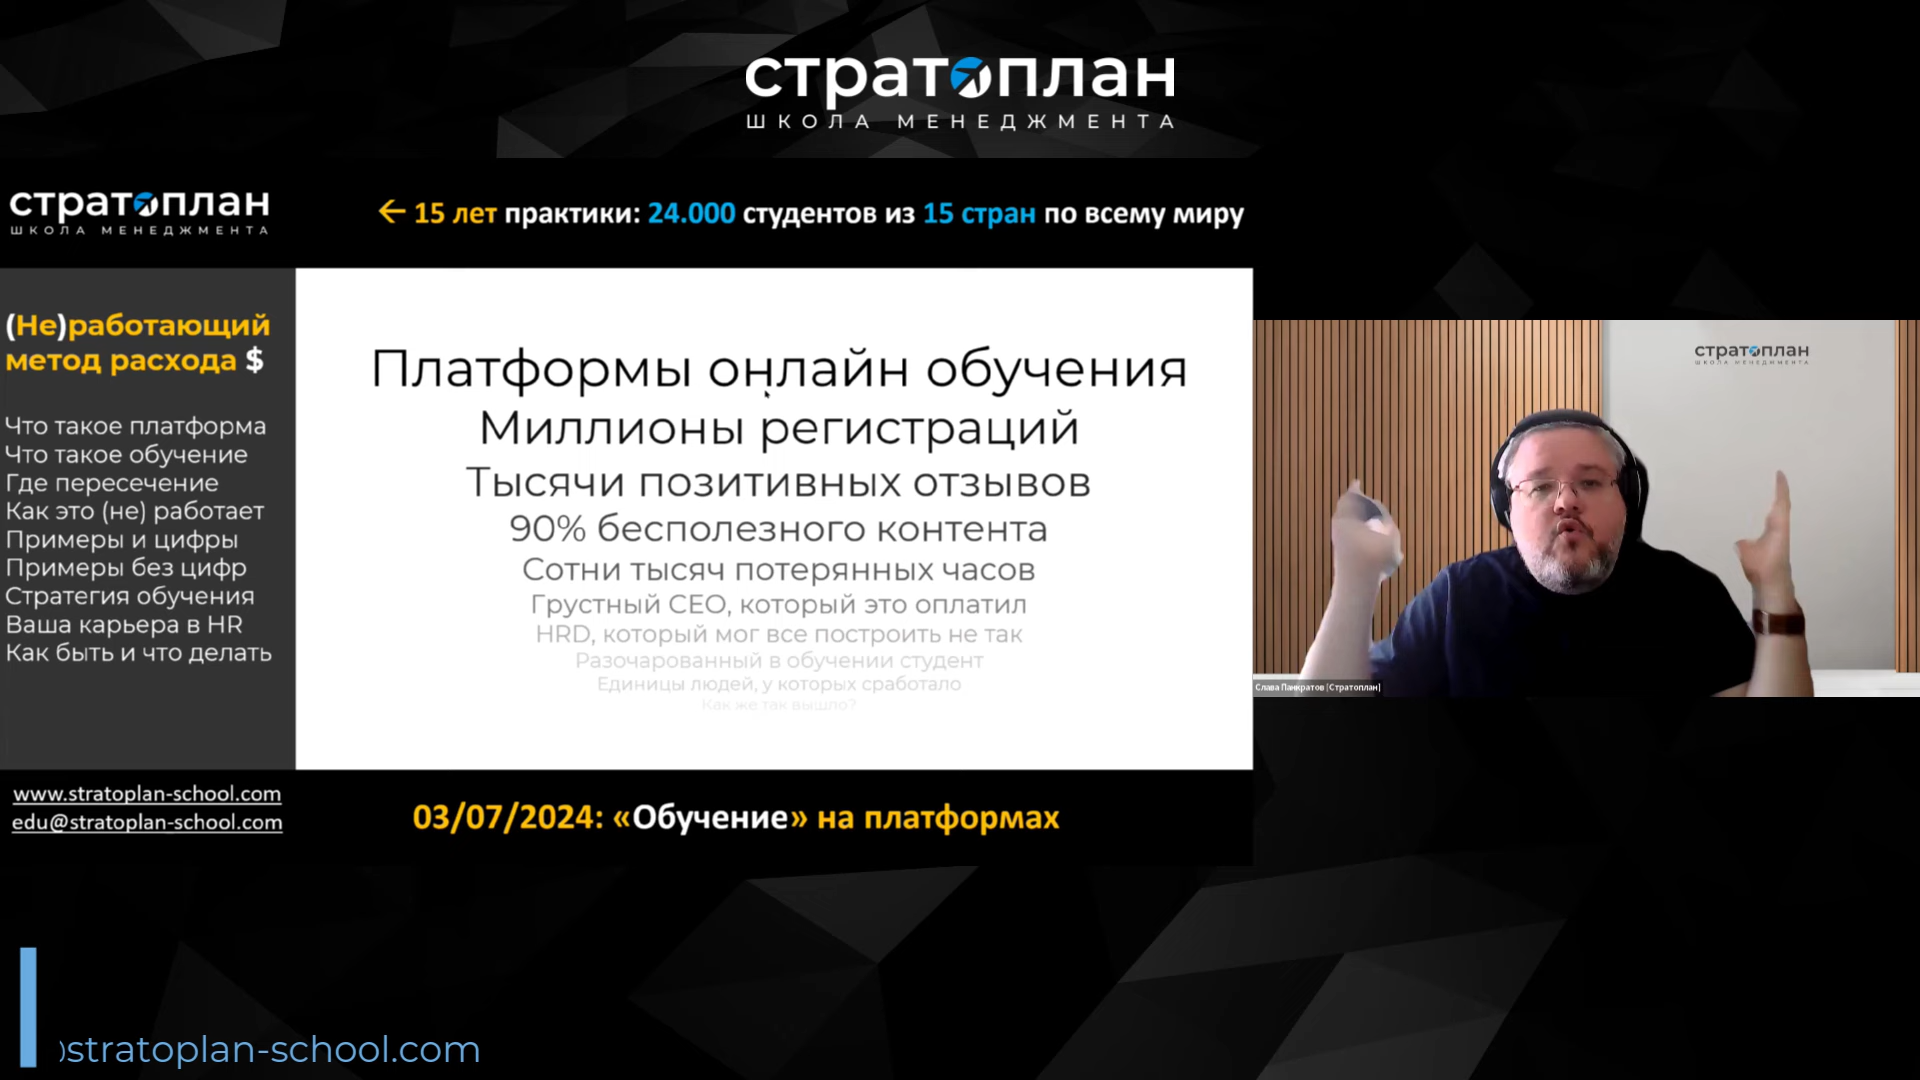 стратоплан
ШКОЛА МЕНЕДЖМЕНТА
стратоплан
ШКОЛА МЕНЕДЖМЕНТА
← 15 лет практики: 24.000 студентов из 15 стран по всему миру
(Не)работающий
метод расхода $
Что такое платформа
Что такое обучение
Где пересечение
Как это (не) работает
Примеры и цифры
Примеры без цифр
Стратегия обучения
Ваша карьера в HR
Как быть и что делать
Платформы онлайн обучения
Миллионы регистраций
Тысячи позитивных отзывов
90% бесполезного контента
Сотни тысяч потерянных часов
Грустный CEO, который это оплатил
HRD, который мог все построить не так
Разочарованный в обучении студент
Единицы людей, у которых сработало
Как же так вышло?
стратоплан
ШКОЛА МЕНЕДЖМЕНТА
Слава Панкратов [Стратоплан]
www.stratoplan-school.com
edu@stratoplan-school.com
03/07/2024: «Обучение» на платформах
stratoplan-school.com